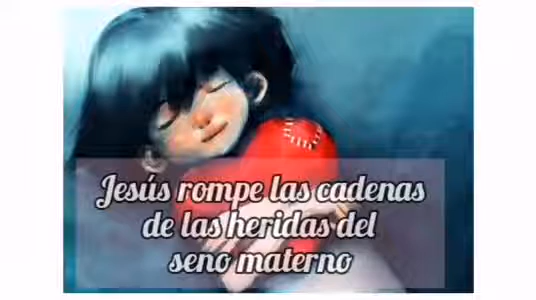 Jesús rompe las cadenas
de las heridas del
seno materno